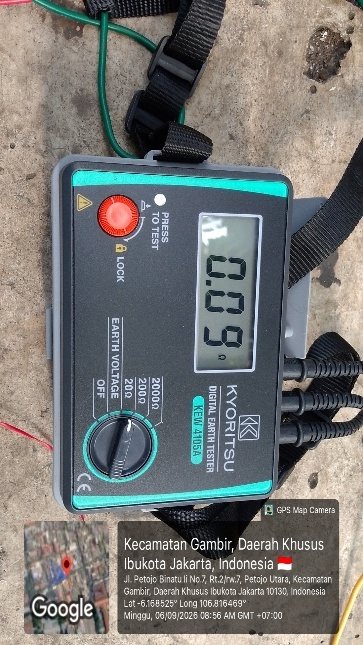 PRESS
TO TEST
LOCK
0.09
Ω
KYORITSU
DIGITAL EARTH TESTER
KEW 4105A
2000Ω
200Ω
20Ω
EARTH VOLTAGE
OFF
CE
GPS Map Camera
Kecamatan Gambir, Daerah Khusus
Ibukota Jakarta, Indonesia 🇮🇩
Jl. Petojo Binatu Ii No.7, Rt.2/rw.7, Petojo Utara, Kecamatan
Gambir, Daerah Khusus Ibukota Jakarta 10130, Indonesia
Lat -6.168525° Long 106.816469°
Minggu, 06/09/2026 08:56 AM GMT +07:00
Google